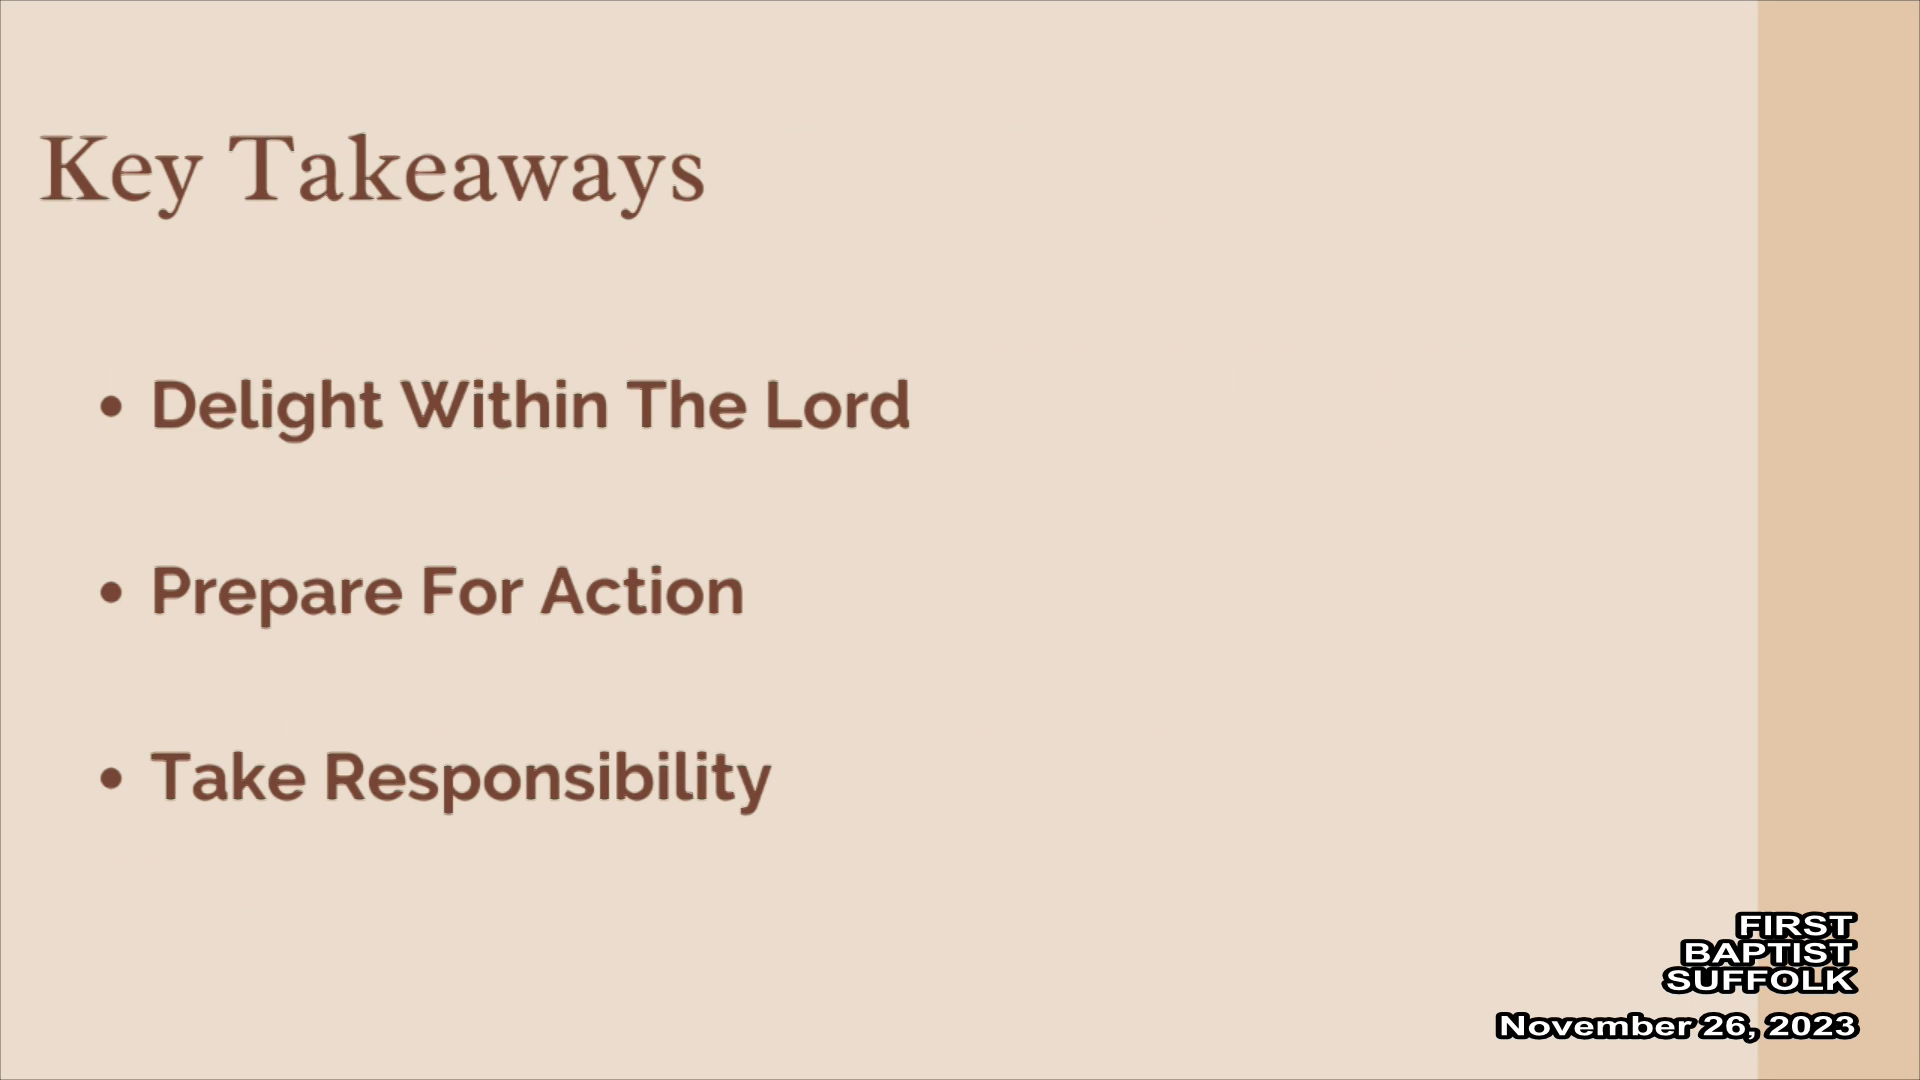 Key Takeaways
• Delight Within The Lord
• Prepare For Action
• Take Responsibility
FIRST
BAPTIST
SUFFOLK
November 26, 2023